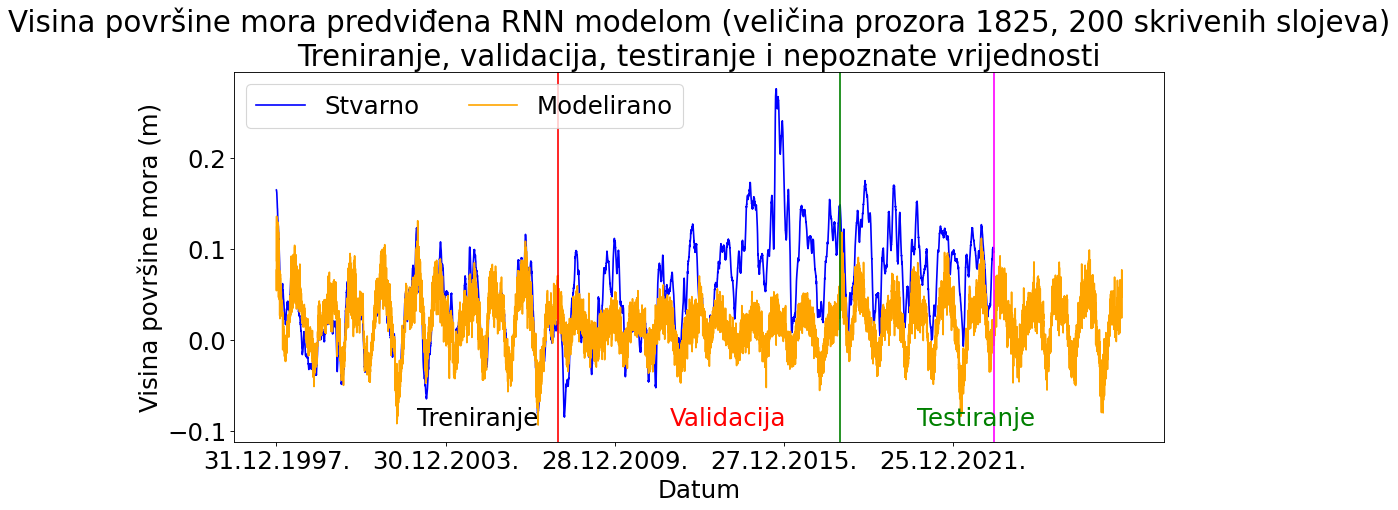 Visina površine mora predviđena RNN modelom (veličina prozora 1825, 200 skrivenih slojeva)
Treniranje, validacija, testiranje i nepoznate vrijednosti
Stvarno Modelirano
Visina površine mora (m)
0.2
0.1
0.0
−0.1
Treniranje Validacija Testiranje
31.12.1997. 30.12.2003. 28.12.2009. 27.12.2015. 25.12.2021.
Datum